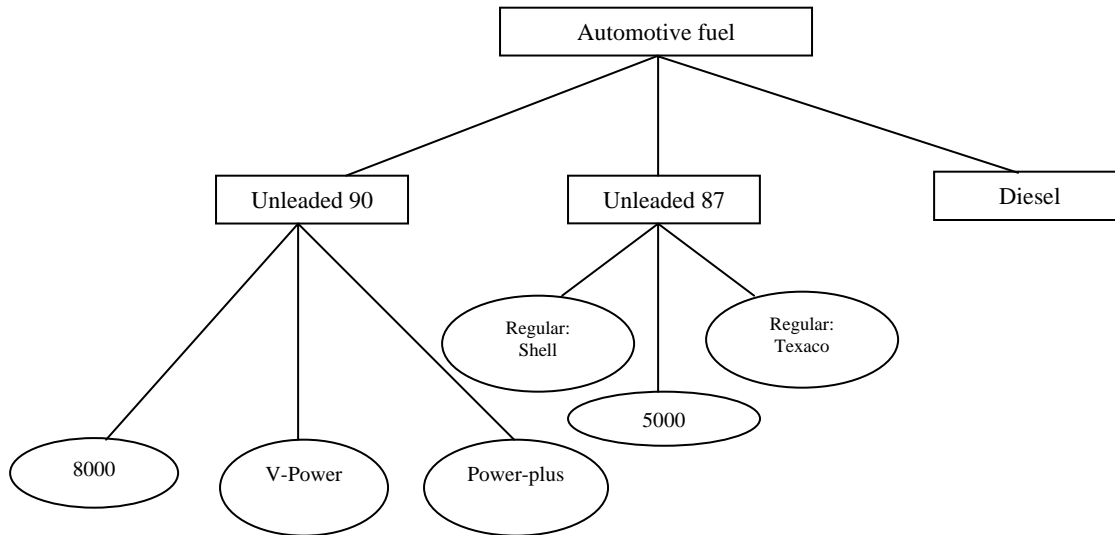 Automotive fuel
Unleaded 90
Unleaded 87
Diesel
Regular:
Shell
Regular:
Texaco
5000
8000
V-Power
Power-plus